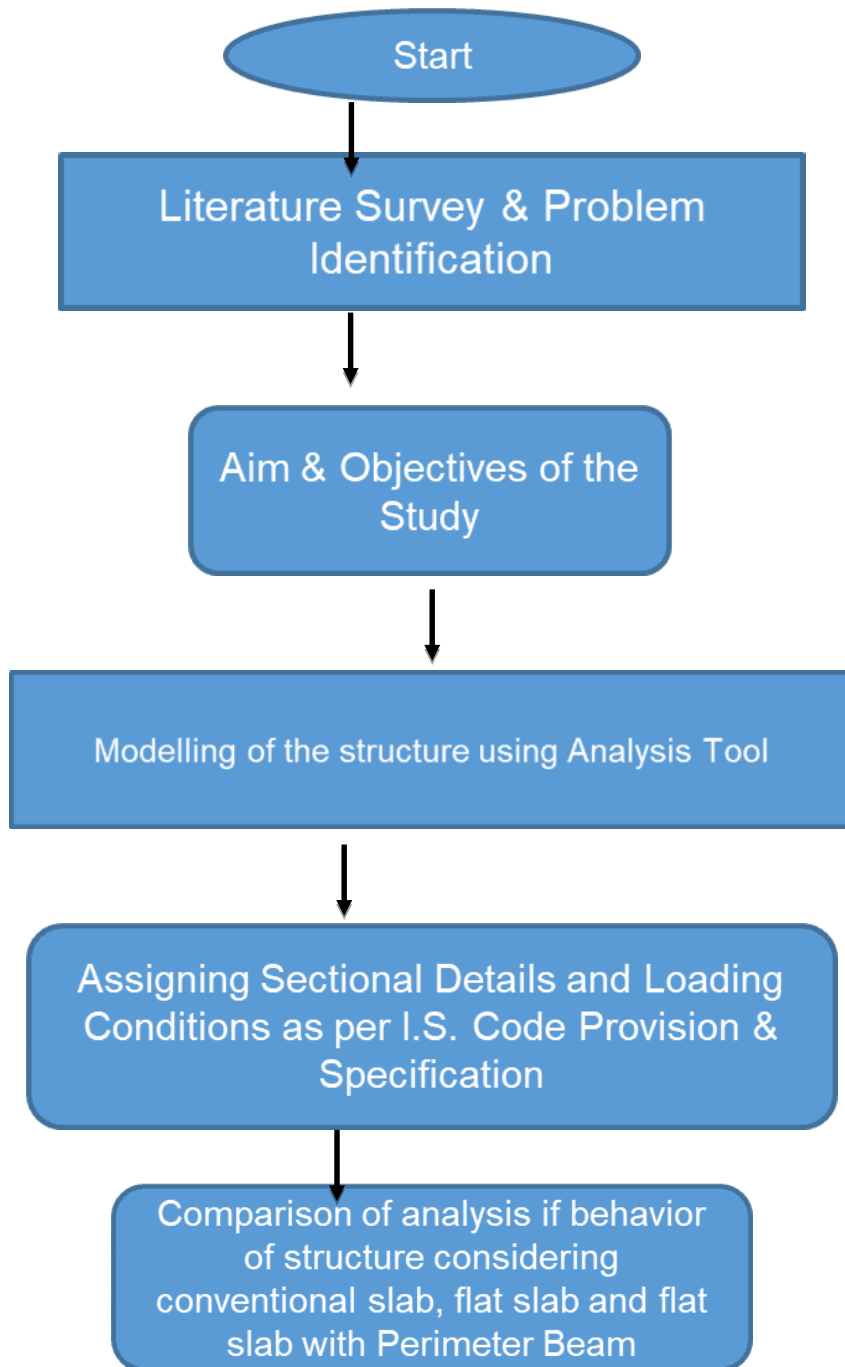 Start
Literature Survey & Problem
Identification
Aim & Objectives of the
Study
Modelling of the structure using Analysis Tool
Assigning Sectional Details and Loading
Conditions as per I.S. Code Provision &
Specification
Comparison of analysis if behavior
of structure considering
conventional slab, flat slab and flat
slab with Perimeter Beam